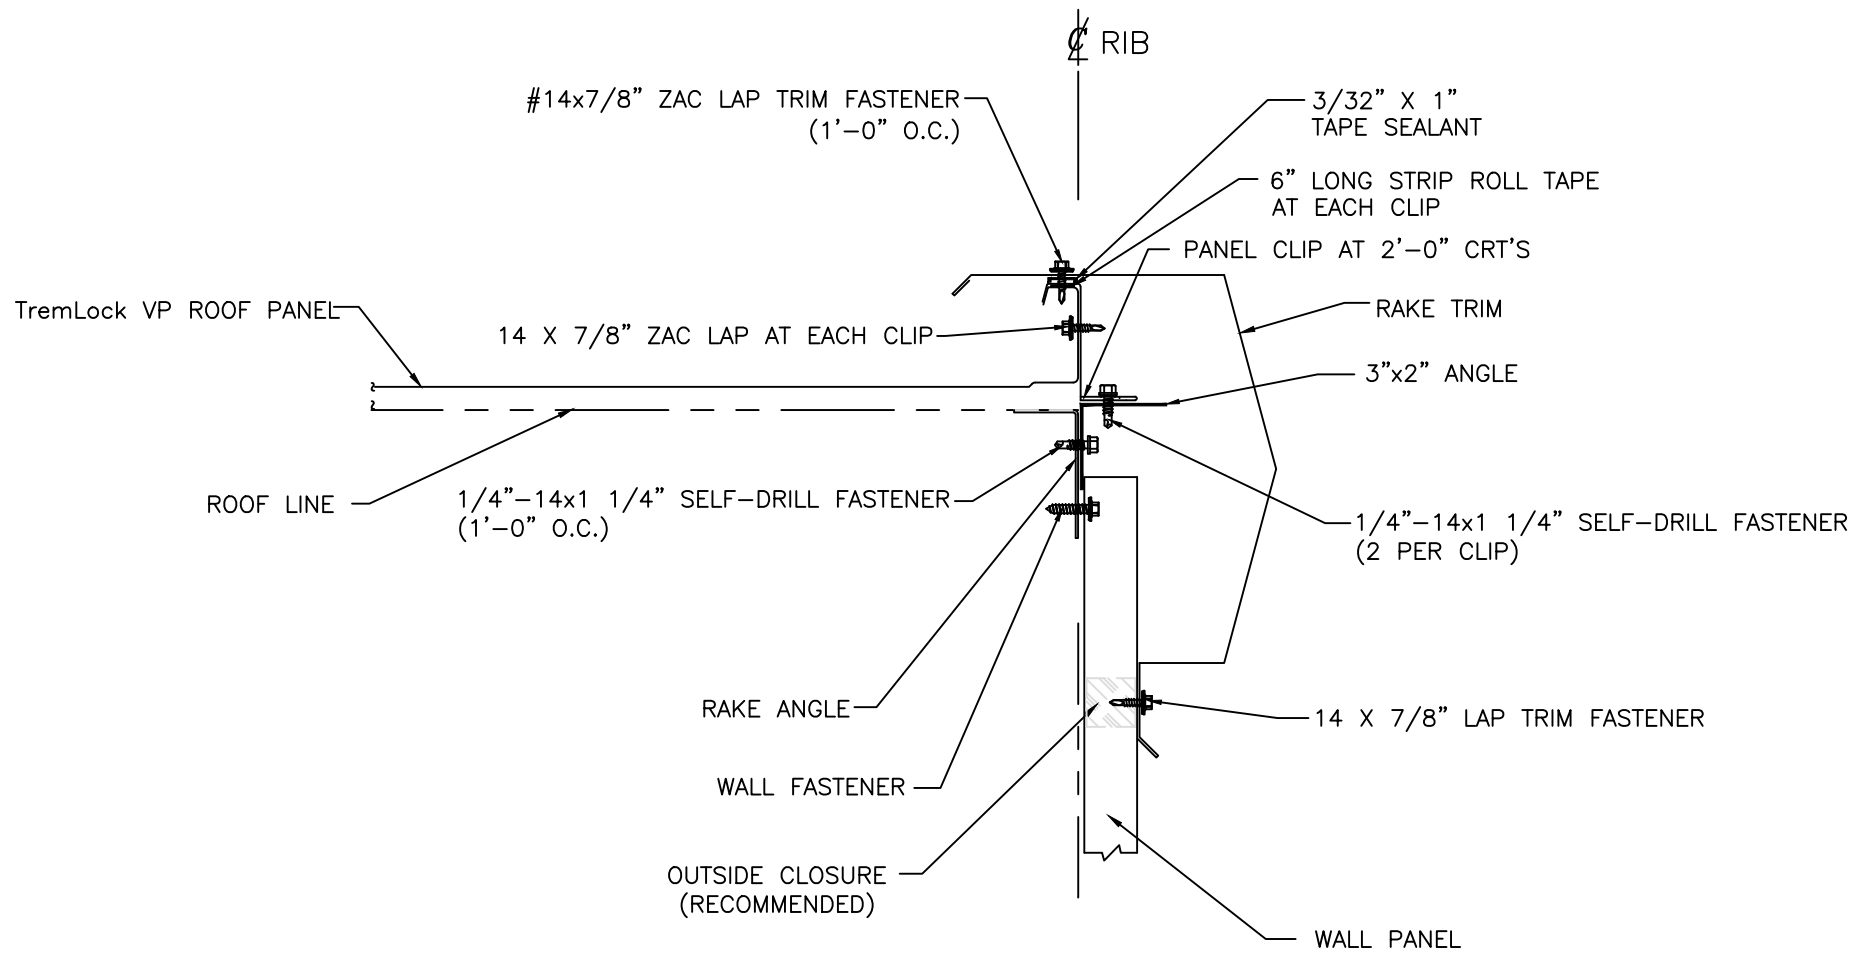 ℄ RIB
#14x7/8” ZAC LAP TRIM FASTENER
(1’-0” O.C.)
3/32” X 1”
TAPE SEALANT
6” LONG STRIP ROLL TAPE
AT EACH CLIP
PANEL CLIP AT 2’-0” CRT’S
TremLock VP ROOF PANEL
14 X 7/8” ZAC LAP AT EACH CLIP
RAKE TRIM
3”x2” ANGLE
ROOF LINE
1/4”-14x1 1/4” SELF-DRILL FASTENER
(1’-0” O.C.)
1/4”-14x1 1/4” SELF-DRILL FASTENER
(2 PER CLIP)
RAKE ANGLE
14 X 7/8” LAP TRIM FASTENER
WALL FASTENER
OUTSIDE CLOSURE
(RECOMMENDED)
WALL PANEL